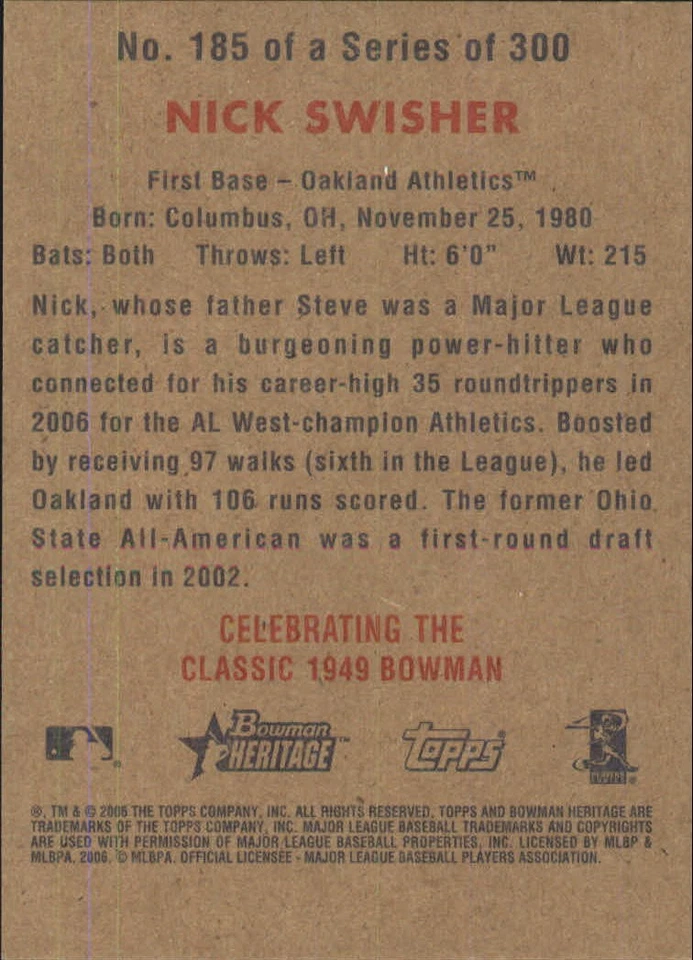 No. 185 of a Series of 300
NICK SWISHER
First Base – Oakland Athletics™
Born: Columbus, OH, November 25, 1980
Bats: Both Throws: Left Ht: 6'0" Wt: 215
Nick, whose father Steve was a Major League
catcher, is a burgeoning power-hitter who
connected for his career-high 35 roundtrippers in
2006 for the AL West-champion Athletics. Boosted
by receiving 97 walks (sixth in the League), he led
Oakland with 106 runs scored. The former Ohio
State All-American was a first-round draft
selection in 2002.
CELEBRATING THE
CLASSIC 1949 BOWMAN
Bowman
HERITAGE™
Topps®
®, TM & © 2006 THE TOPPS COMPANY, INC. ALL RIGHTS RESERVED. TOPPS AND BOWMAN HERITAGE ARE
TRADEMARKS OF THE TOPPS COMPANY, INC. MAJOR LEAGUE BASEBALL TRADEMARKS AND COPYRIGHTS
ARE USED WITH PERMISSION OF MAJOR LEAGUE BASEBALL PROPERTIES, INC. LICENSED BY MLBP &
MLBPA, 2006. © MLBPA. OFFICIAL LICENSEE - MAJOR LEAGUE BASEBALL PLAYERS ASSOCIATION.